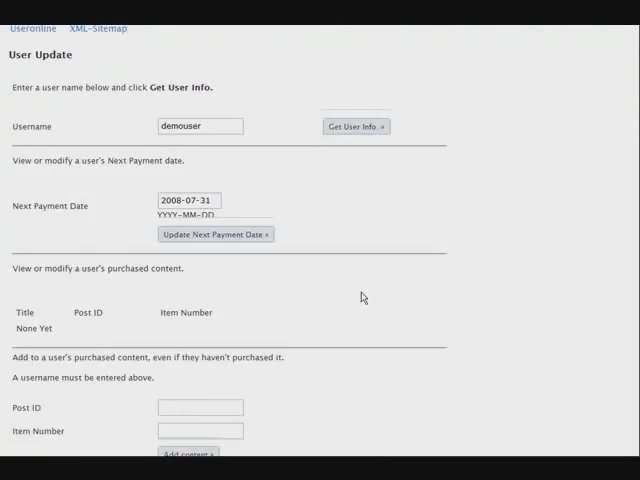 Useronline XML-Sitemap
User Update
Enter a user name below and click Get User Info.
Username demouser Get User Info. »
View or modify a user's Next Payment date.
Next Payment Date 2008-07-31
YYYY-MM-DD
Update Next Payment Date »
View or modify a user's purchased content.
Title Post ID Item Number
None Yet
Add to a user's purchased content, even if they haven't purchased it.
A username must be entered above.
Post ID
Item Number
Add content »